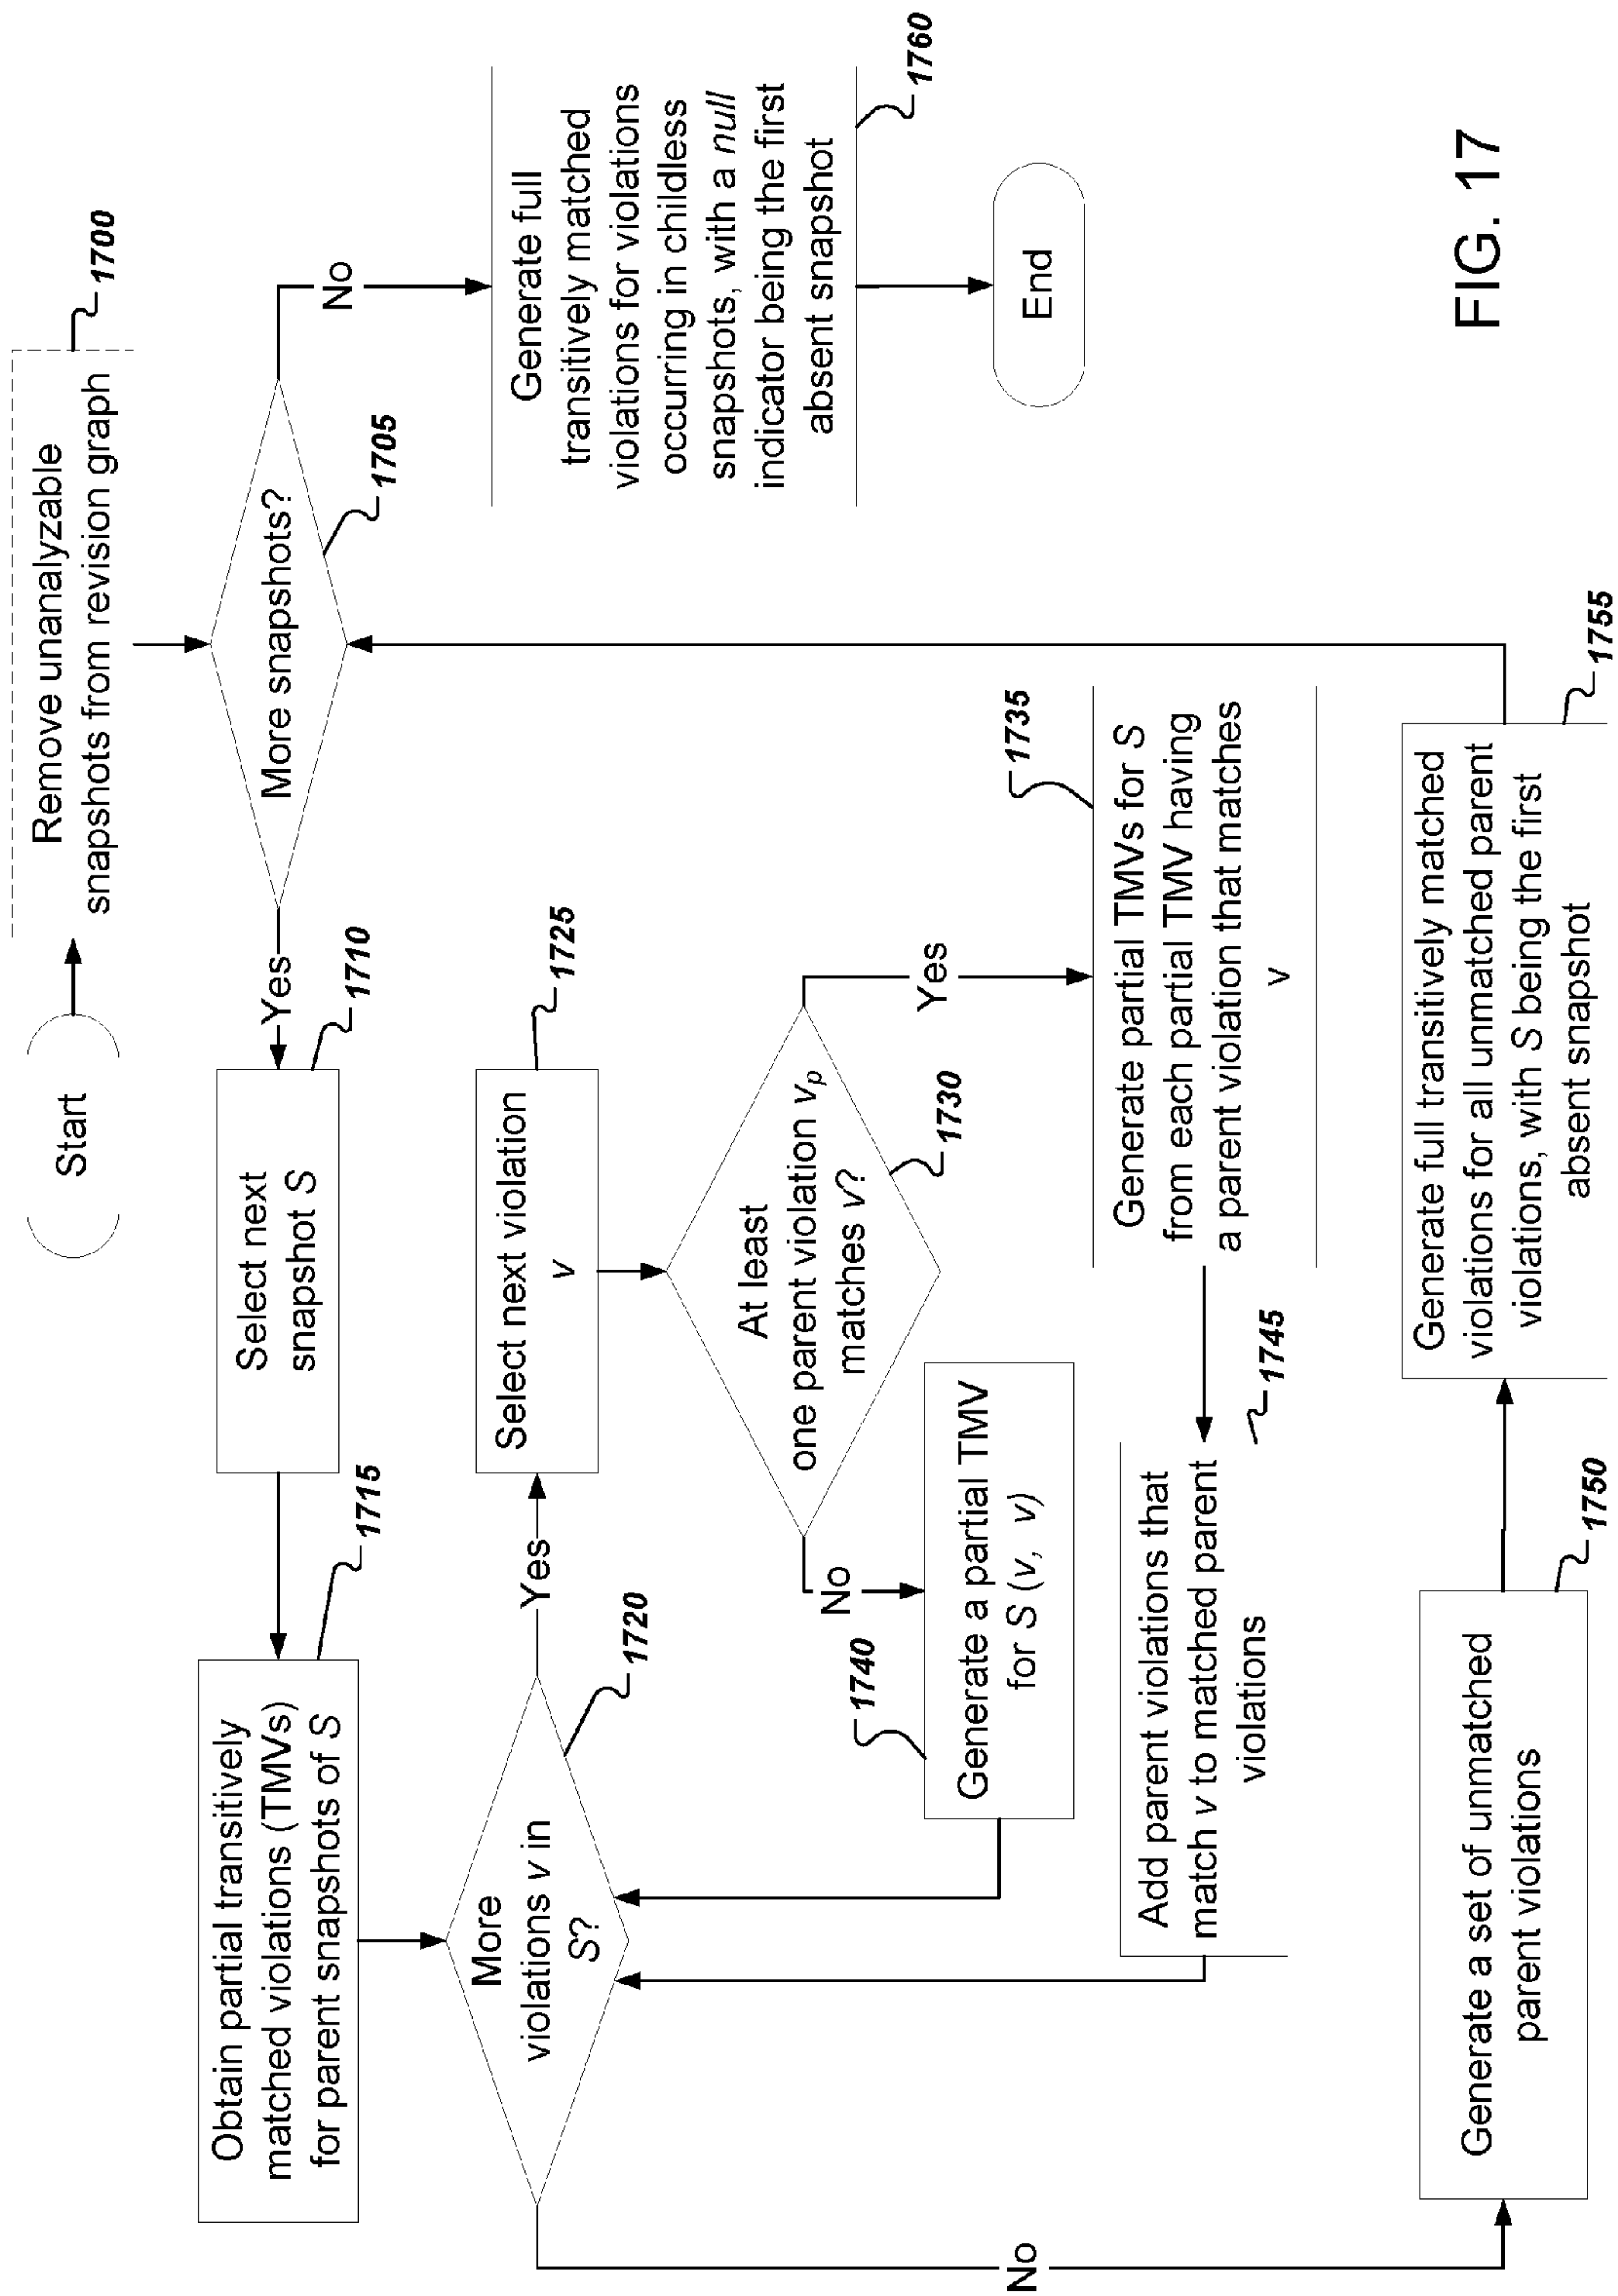 Start
Remove unanalyzable
snapshots from revision graph
1700
More snapshots?
1705
Yes
No
Select next
snapshot S
1710
Obtain partial transitively
matched violations (TMVs)
for parent snapshots of S
1715
More
violations v in
S?
1720
Yes
No
Select next violation
v
1725
At least
one parent violation vp
matches v?
1730
Yes
No
Generate partial TMVs for S
from each partial TMV having
a parent violation that matches
v
1735
Generate a partial TMV
for S (v, v)
1740
Add parent violations that
match v to matched parent
violations
1745
Generate a set of unmatched
parent violations
1750
Generate full transitively matched
violations for all unmatched parent
violations, with S being the first
absent snapshot
1755
Generate full
transitively matched
violations for violations
occurring in childless
snapshots, with a null
indicator being the first
absent snapshot
1760
End
FIG. 17